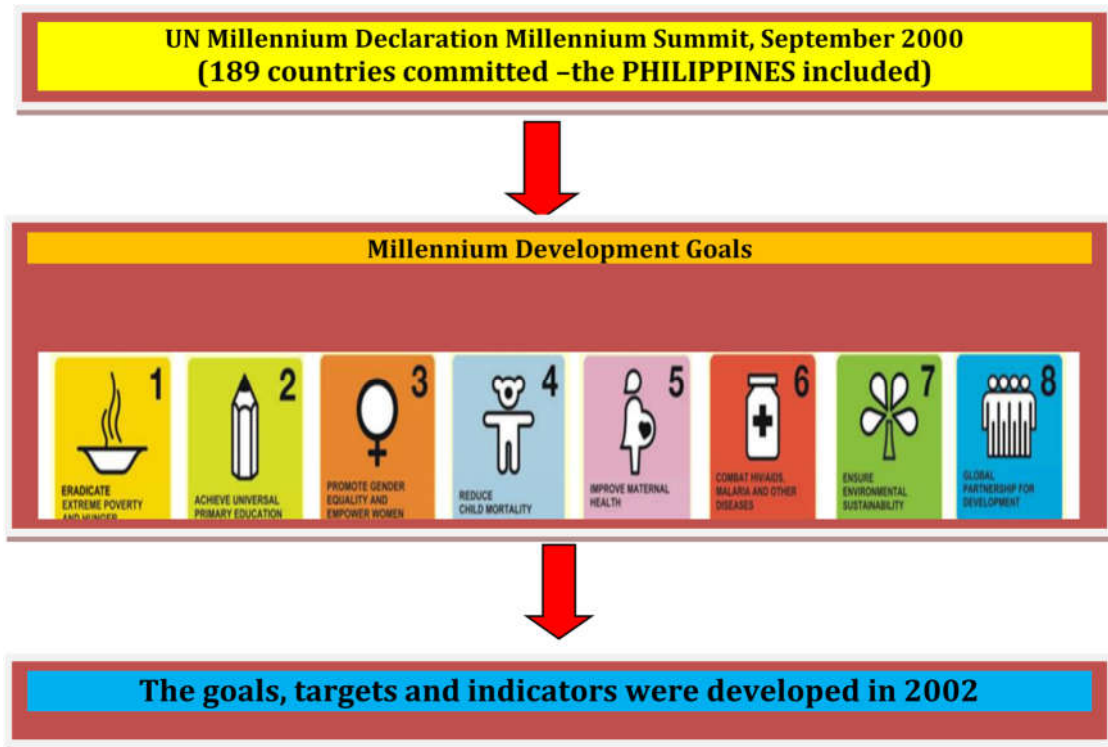 UN Millennium Declaration Millennium Summit, September 2000
(189 countries committed –the PHILIPPINES included)
Millennium Development Goals
1
ERADICATE
EXTREME POVERTY
AND HUNGER
2
ACHIEVE UNIVERSAL
PRIMARY EDUCATION
3
PROMOTE GENDER
EQUALITY AND
EMPOWER WOMEN
4
REDUCE
CHILD MORTALITY
5
IMPROVE MATERNAL
HEALTH
6
COMBAT HIV/AIDS,
MALARIA AND OTHER
DISEASES
7
ENSURE
ENVIRONMENTAL
SUSTAINABILITY
8
GLOBAL
PARTNERSHIP FOR
DEVELOPMENT
The goals, targets and indicators were developed in 2002